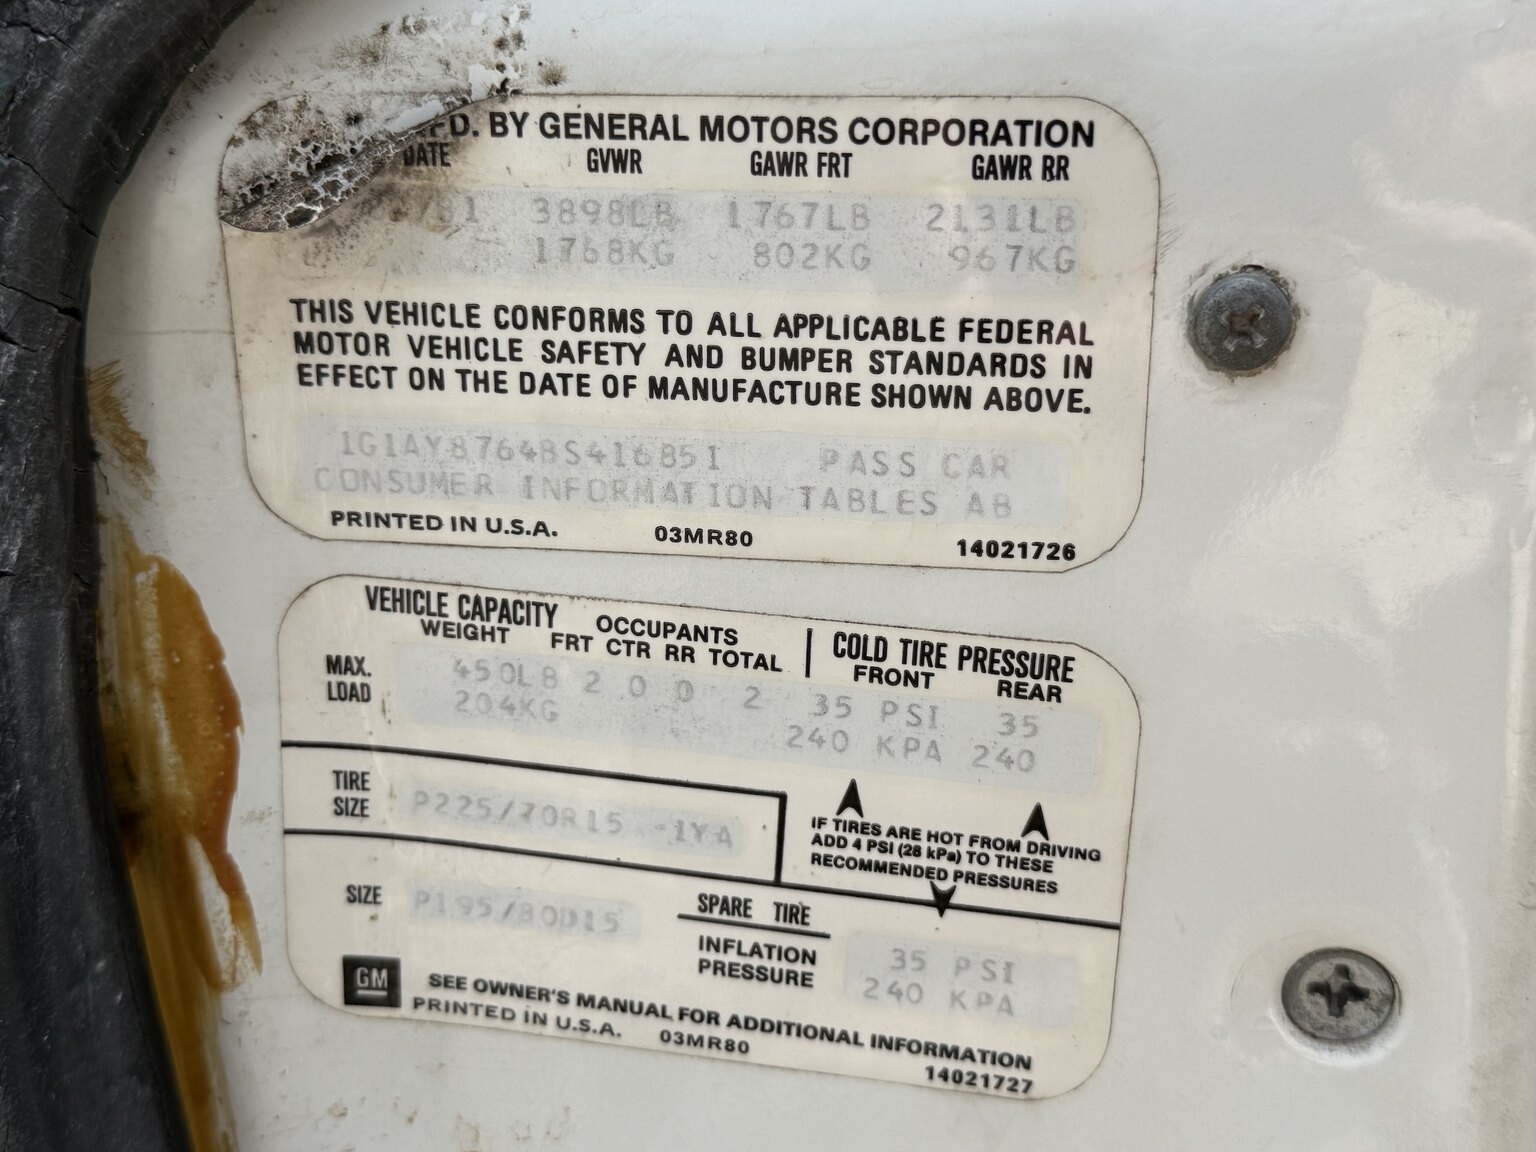 MFD. BY GENERAL MOTORS CORPORATION
DATE GVWR GAWR FRT GAWR RR
/81 3898LB 1767LB 2131LB
1768KG 802KG 967KG
THIS VEHICLE CONFORMS TO ALL APPLICABLE FEDERAL
MOTOR VEHICLE SAFETY AND BUMPER STANDARDS IN
EFFECT ON THE DATE OF MANUFACTURE SHOWN ABOVE.
1G1AY8764BS416851 PASS CAR
CONSUMER INFORMATION TABLES AB
PRINTED IN U.S.A. 03MR80 14021726
VEHICLE CAPACITY OCCUPANTS COLD TIRE PRESSURE
WEIGHT FRT CTR RR TOTAL FRONT REAR
MAX. LOAD 450LB 2 0 0 2 35 PSI 35
204KG 240 KPA 240
TIRE SIZE P225/70R15 -1YA
IF TIRES ARE HOT FROM DRIVING
ADD 4 PSI (28 kPa) TO THESE
RECOMMENDED PRESSURES
SIZE P195/80D15 SPARE TIRE
INFLATION PRESSURE 35 PSI
240 KPA
GM SEE OWNER'S MANUAL FOR ADDITIONAL INFORMATION
PRINTED IN U.S.A. 03MR80 14021727